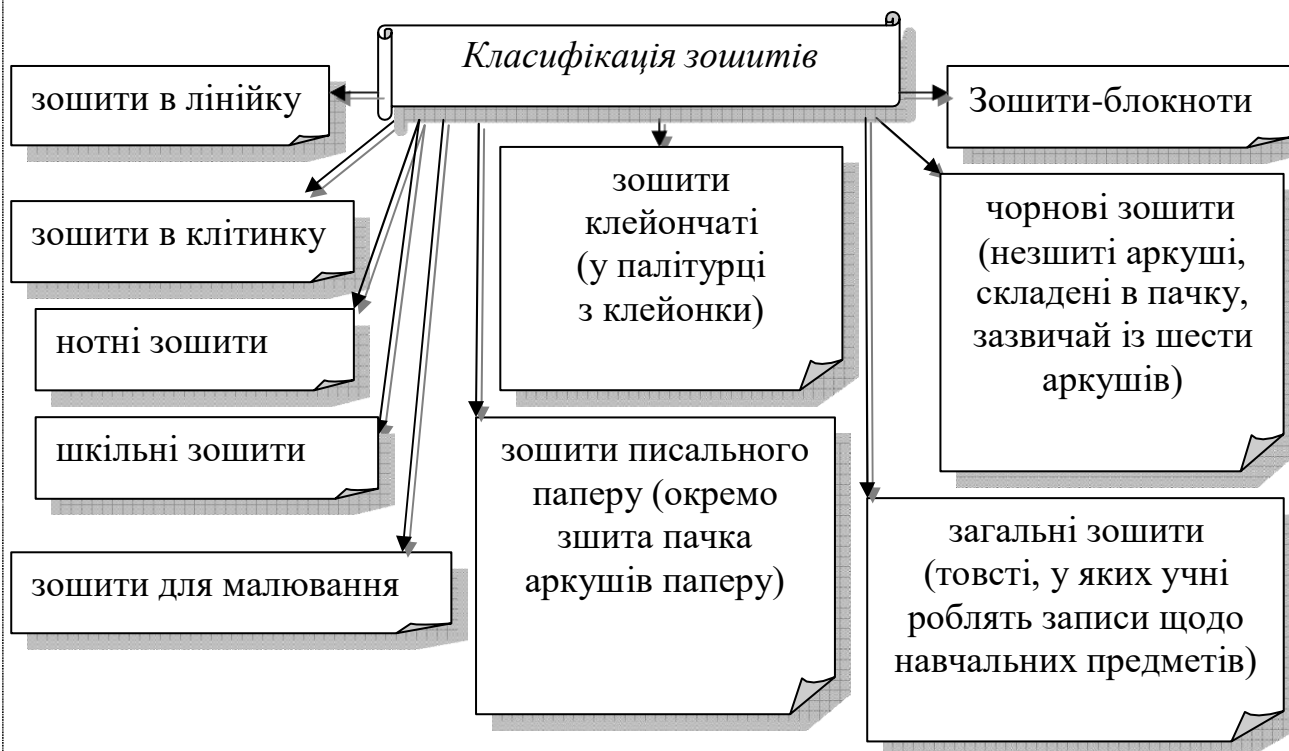 Класифікація зошитів
зошити в лінійку
зошити в клітинку
нотні зошити
шкільні зошити
зошити для малювання
зошити
клейончаті
(у палітурці
з клейонки)
зошити писального
паперу (окремо
зшита пачка
аркушів паперу)
Зошити-блокноти
чорнові зошити
(незшиті аркуші,
складені в пачку,
зазвичай із шести
аркушів)
загальні зошити
(товсті, у яких учні
роблять записи щодо
навчальних предметів)